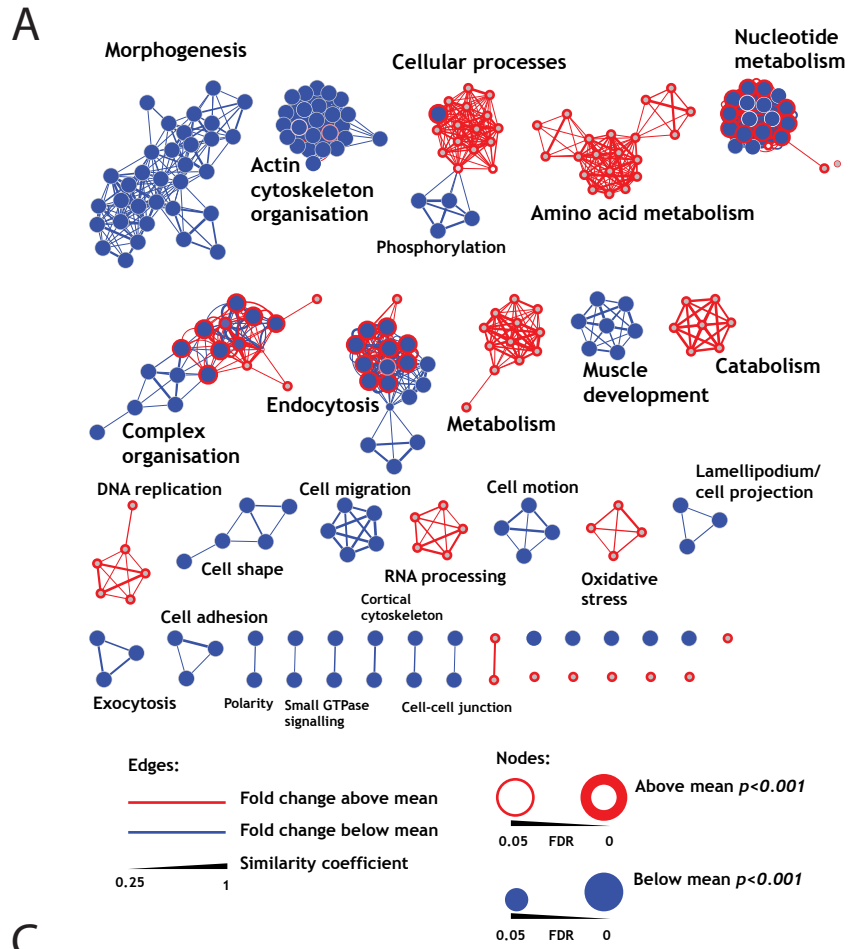 A
Morphogenesis
Cellular processes
Nucleotide
metabolism
Actin
cytoskeleton
organisation
Phosphorylation
Amino acid metabolism
Complex
organisation
Endocytosis
Metabolism
Muscle
development
Catabolism
DNA replication
Cell shape
Cell migration
RNA processing
Cell motion
Oxidative
stress
Lamellipodium/
cell projection
Cell adhesion
Cortical
cytoskeleton
Exocytosis
Polarity
Small GTPase
signalling
Cell-cell junction
Edges:
Fold change above mean
Fold change below mean
Similarity coefficient
0.25
1
Nodes:
Above mean p<0.001
0.05 FDR 0
Below mean p<0.001
0.05 FDR 0
C